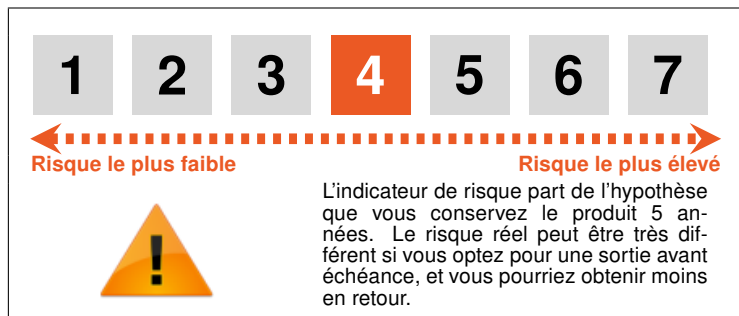 1 2 3 4 5 6 7
Risque le plus faible Risque le plus élevé
L'indicateur de risque part de l'hypothèse
que vous conservez le produit 5 an-
nées. Le risque réel peut être très dif-
férent si vous optez pour une sortie avant
échéance, et vous pourriez obtenir moins
en retour.